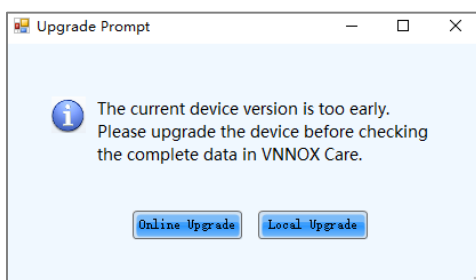 Upgrade Prompt
The current device version is too early.
Please upgrade the device before checking
the complete data in VNNOX Care.
Online Upgrade Local Upgrade